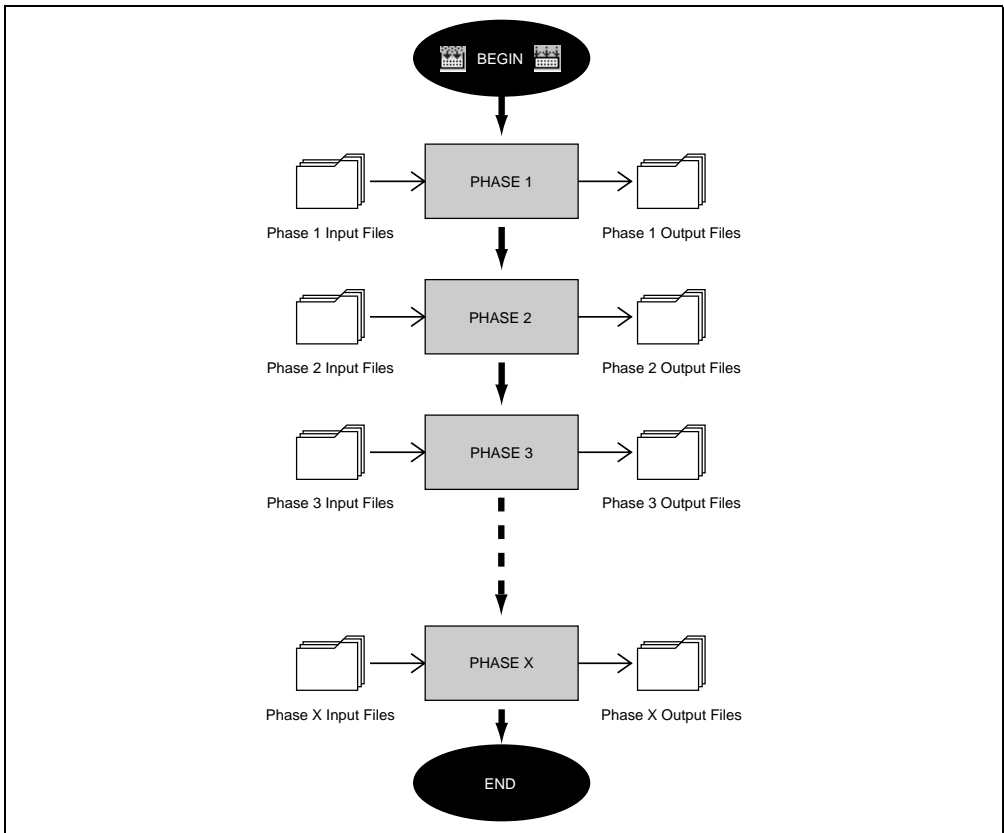 BEGIN
PHASE 1
Phase 1 Input Files
Phase 1 Output Files
PHASE 2
Phase 2 Input Files
Phase 2 Output Files
PHASE 3
Phase 3 Input Files
Phase 3 Output Files
PHASE X
Phase X Input Files
Phase X Output Files
END